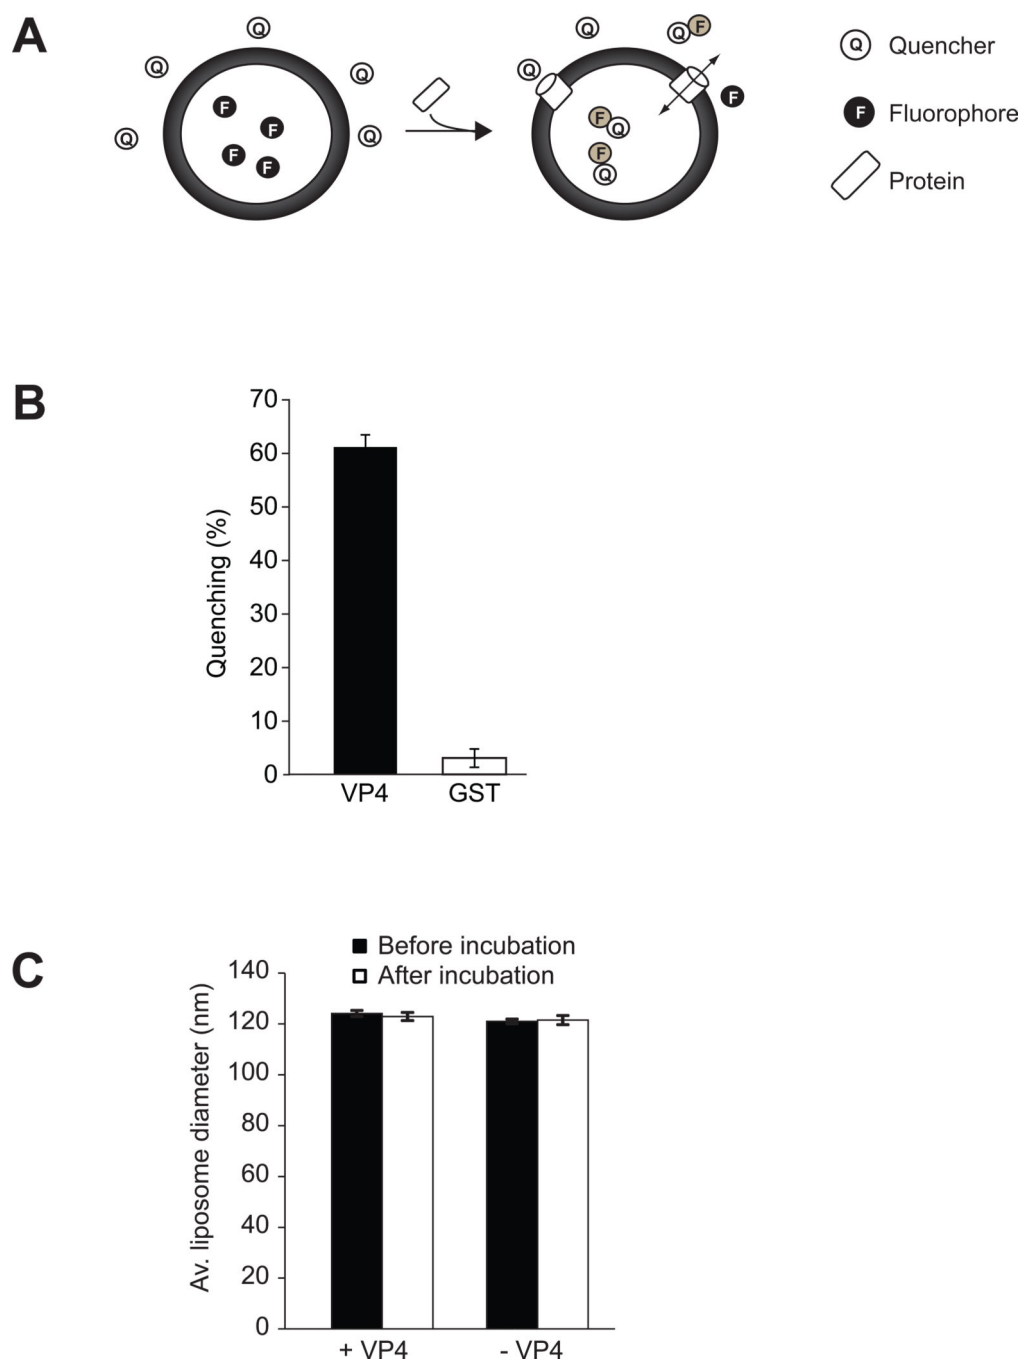 A
Q
Q
Q
Q
Q
F
F
F
F
Q
Q F
Q
F
F Q
F
Q
Q Quencher
F Fluorophore
Protein
B
70
60
50
40
30
20
10
0
Quenching (%)
VP4 GST
C
Before incubation
After incubation
140
120
100
80
60
40
20
0
Av. liposome diameter (nm)
+ VP4 - VP4